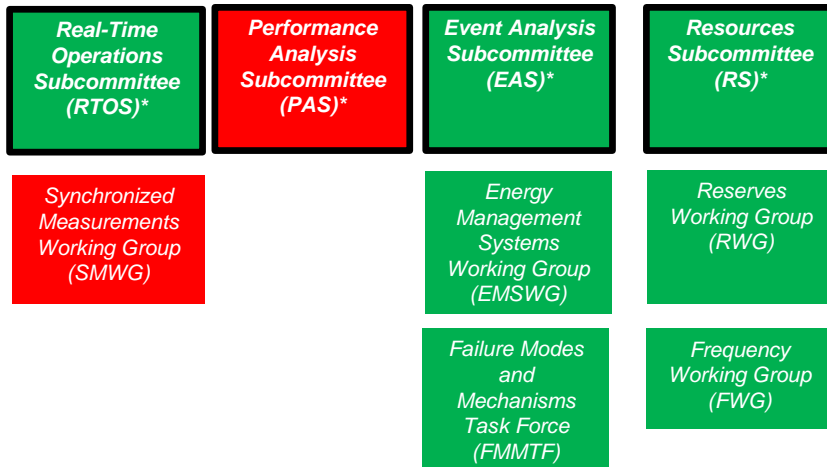 Real-Time
Operations
Subcommittee
(RTOS)*
Performance
Analysis
Subcommittee
(PAS)*
Event Analysis
Subcommittee
(EAS)*
Resources
Subcommittee
(RS)*
Synchronized
Measurements
Working Group
(SMWG)
Energy
Management
Systems
Working Group
(EMSWG)
Reserves
Working Group
(RWG)
Failure Modes
and
Mechanisms
Task Force
(FMMTF)
Frequency
Working Group
(FWG)